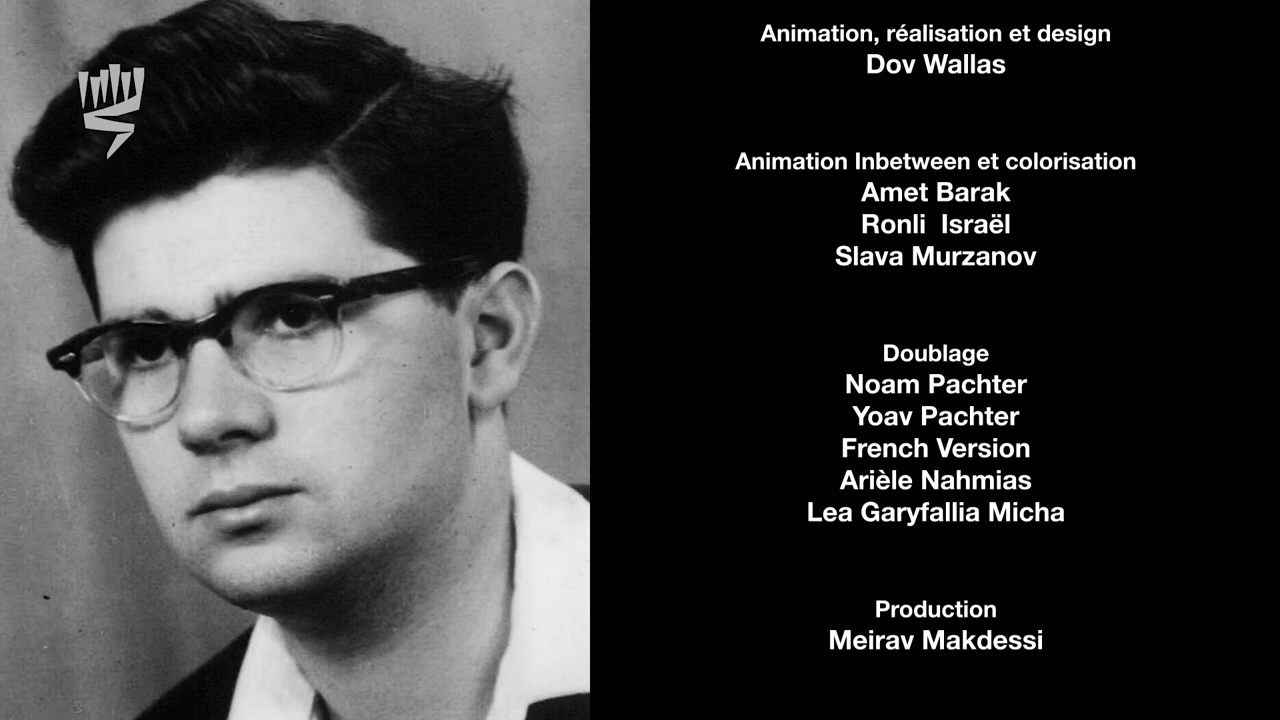 Animation, réalisation et design
Dov Wallas
Animation Inbetween et colorisation
Amet Barak
Ronli  Israël
Slava Murzanov
Doublage
Noam Pachter
Yoav Pachter
French Version
Arièle Nahmias
Lea Garyfallia Micha
Production
Meirav Makdessi